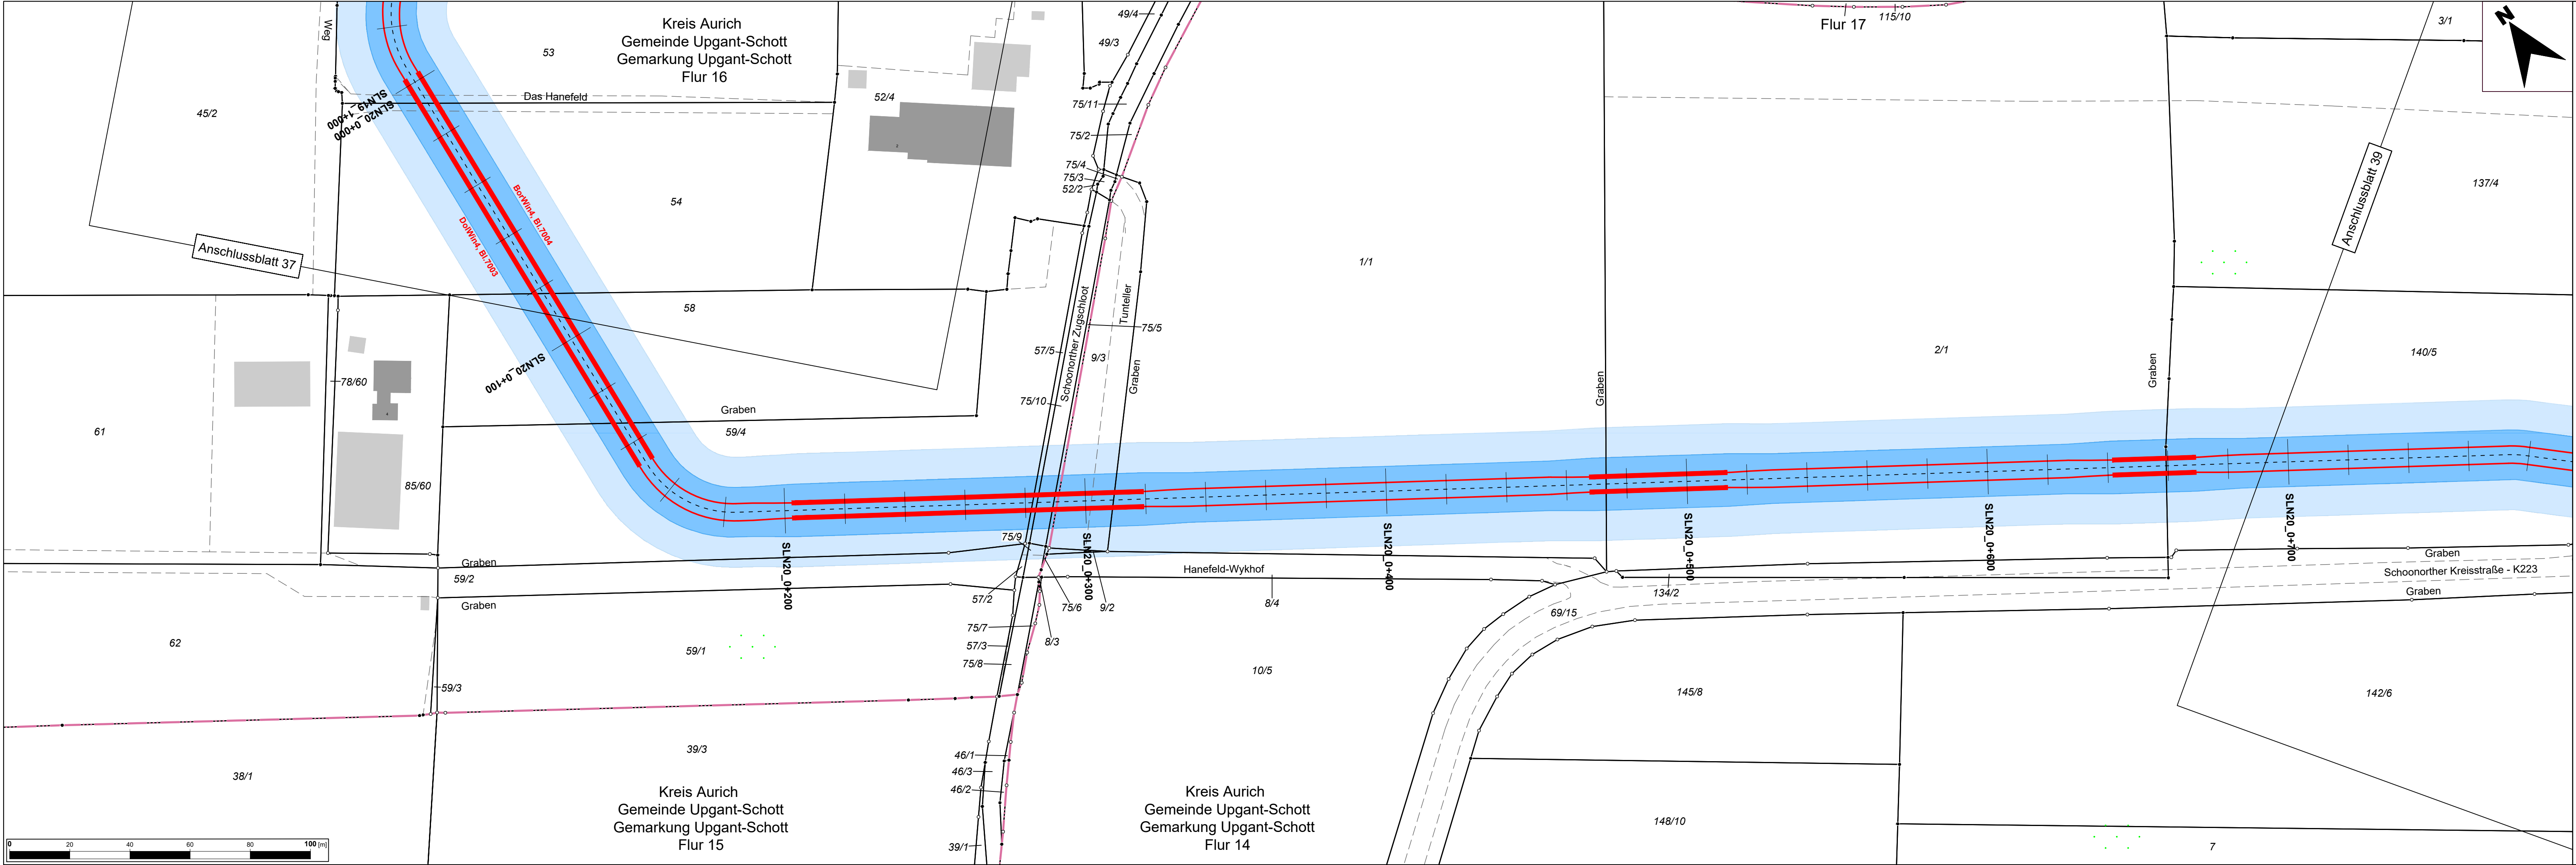 Kreis Aurich
Gemeinde Upgant-Schott
Gemarkung Upgant-Schott
Flur 16
Flur 17
115/10
3/1
N
Weg
53
49/4
49/3
45/2
SLN19_1+000
SLN20_0+000
Das Hanefeld
52/4
75/11
75/2
75/4
75/3
52/2
137/4
Anschlussblatt 39
54
BorWin4, Bl.7004
DolWin4, Bl.7003
Anschlussblatt 37
1/1
58
Schoonorther Zugschloot
Tunteller
75/5
57/5
9/3
2/1
140/5
SLN20_0+100
78/60
Graben
Graben
Graben
75/10
Graben
61
59/4
85/60
75/9
SLN20_0+200
SLN20_0+300
SLN20_0+400
SLN20_0+500
SLN20_0+600
SLN20_0+700
Graben
Graben
59/2
Hanefeld-Wykhof
Schoonorther Kreisstraße - K223
Graben
Graben
57/2
75/6
9/2
8/4
134/2
69/15
75/7
8/3
62
59/1
57/3
75/8
10/5
59/3
145/8
142/6
39/3
46/1
46/3
46/2
38/1
Kreis Aurich
Gemeinde Upgant-Schott
Gemarkung Upgant-Schott
Flur 15
Kreis Aurich
Gemeinde Upgant-Schott
Gemarkung Upgant-Schott
Flur 14
148/10
7
39/1
0 20 40 60 80 100 [m]